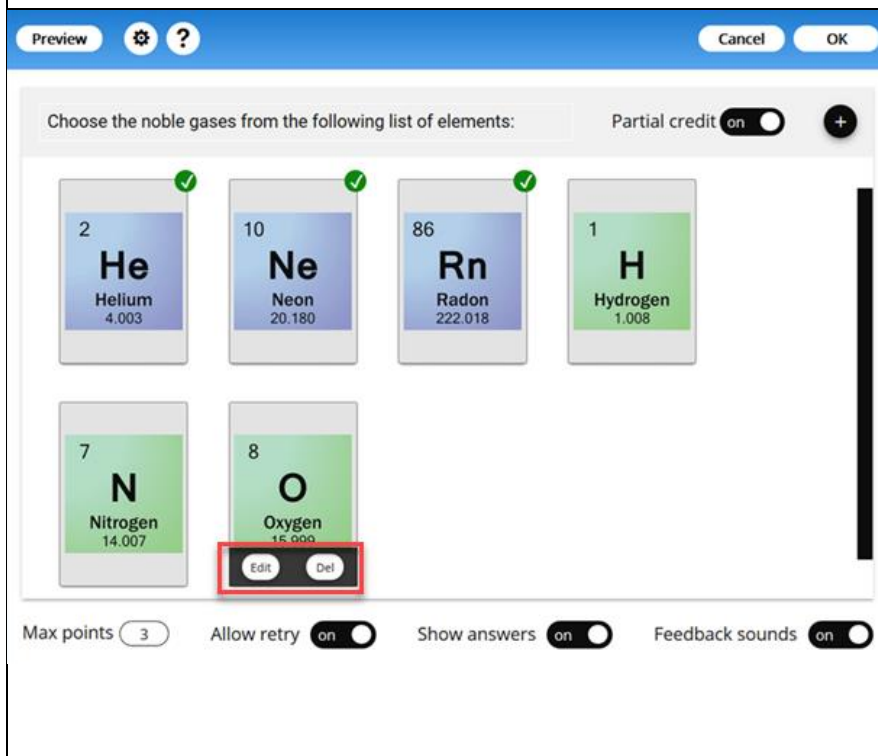 Preview ? Cancel OK
Choose the noble gases from the following list of elements: Partial credit on +
2
He
Helium
4.003
10
Ne
Neon
20.180
86
Rn
Radon
222.018
1
H
Hydrogen
1.008
7
N
Nitrogen
14.007
8
O
Oxygen
15.999
Edit Del
Max points 3 Allow retry on Show answers on Feedback sounds on